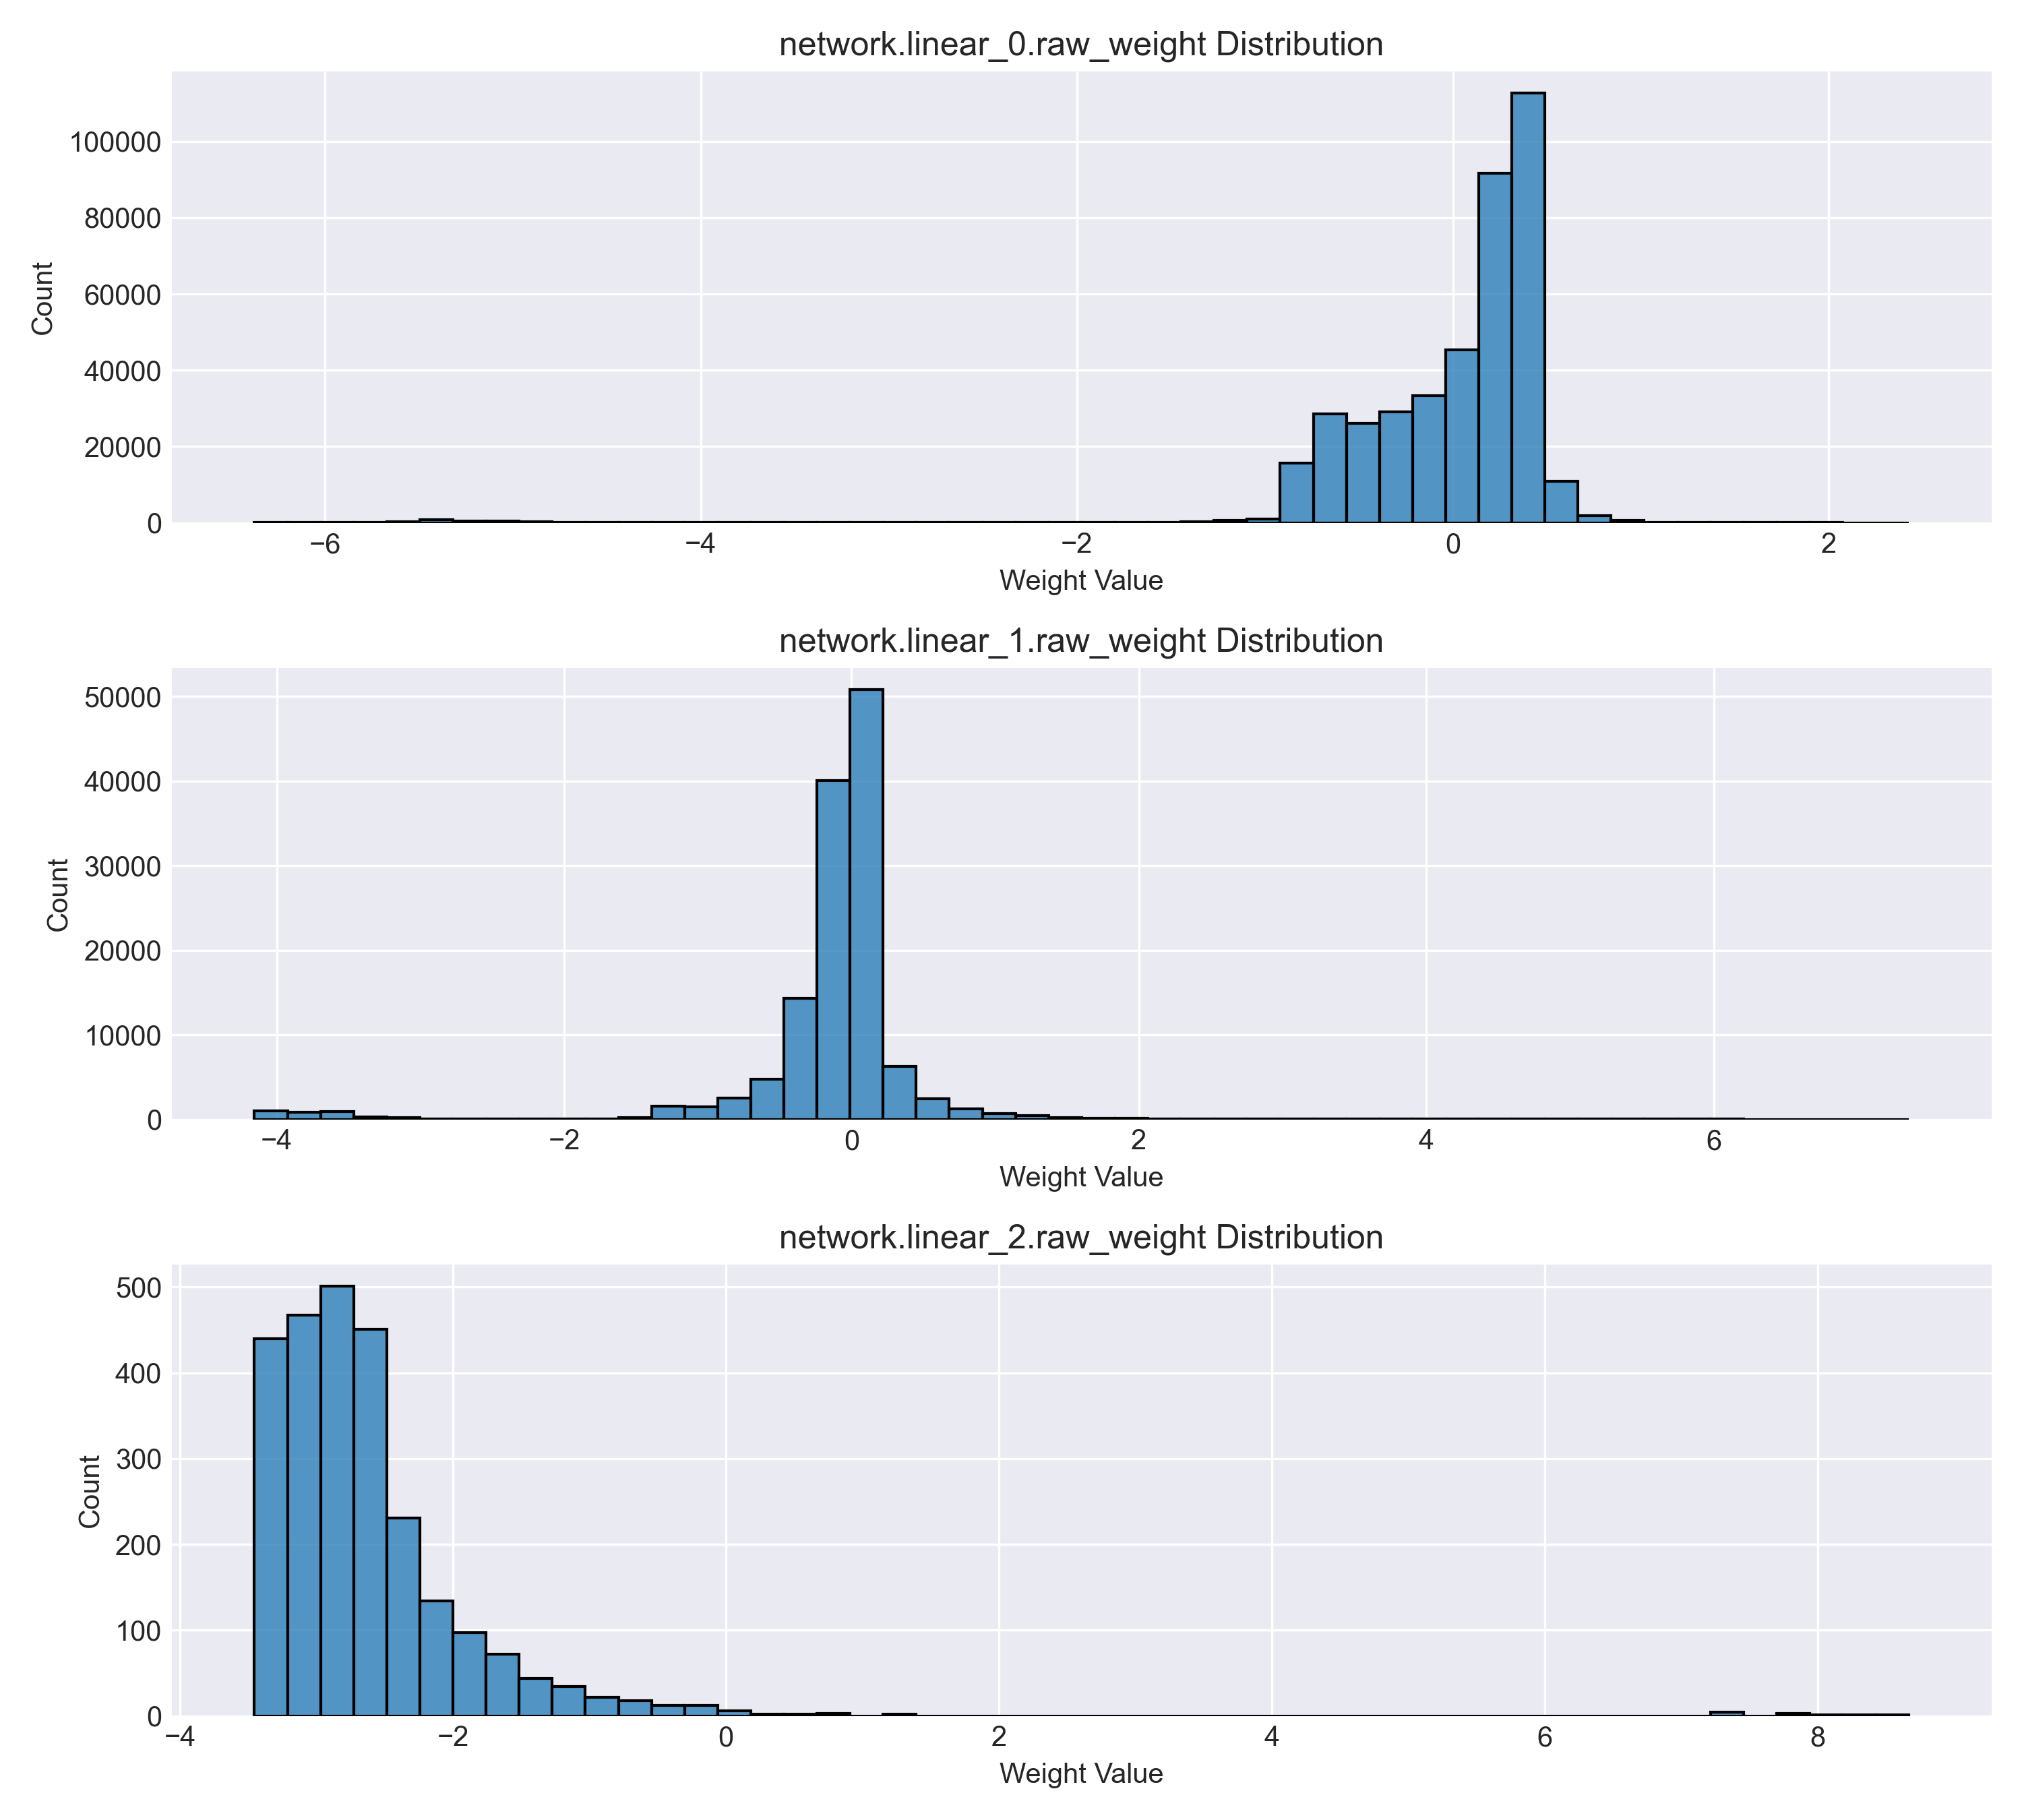 network.linear_0.raw_weight Distribution
100000
80000
60000
40000
20000
0
Count
−6 −4 −2 0 2
Weight Value
network.linear_1.raw_weight Distribution
50000
40000
30000
20000
10000
0
Count
−4 −2 0 2 4 6
Weight Value
network.linear_2.raw_weight Distribution
500
400
300
200
100
0
Count
−4 −2 0 2 4 6 8
Weight Value